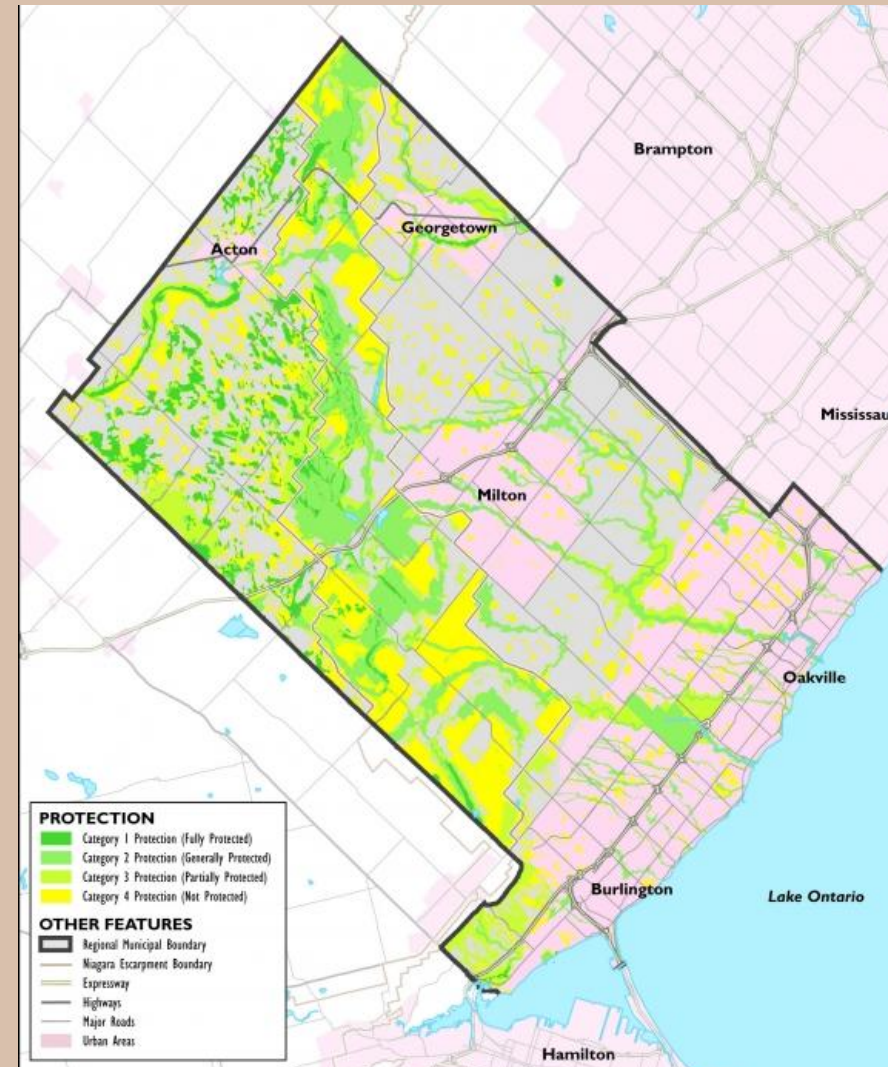 Brampton
Georgetown
Acton
Mississau
Milton
Oakville
Burlington
Lake Ontario
Hamilton
PROTECTION
Category 1 Protection (Fully Protected)
Category 2 Protection (Generally Protected)
Category 3 Protection (Partially Protected)
Category 4 Protection (Not Protected)
OTHER FEATURES
Regional Municipal Boundary
Niagara Escarpment Boundary
Expressway
Highways
Major Roads
Urban Areas